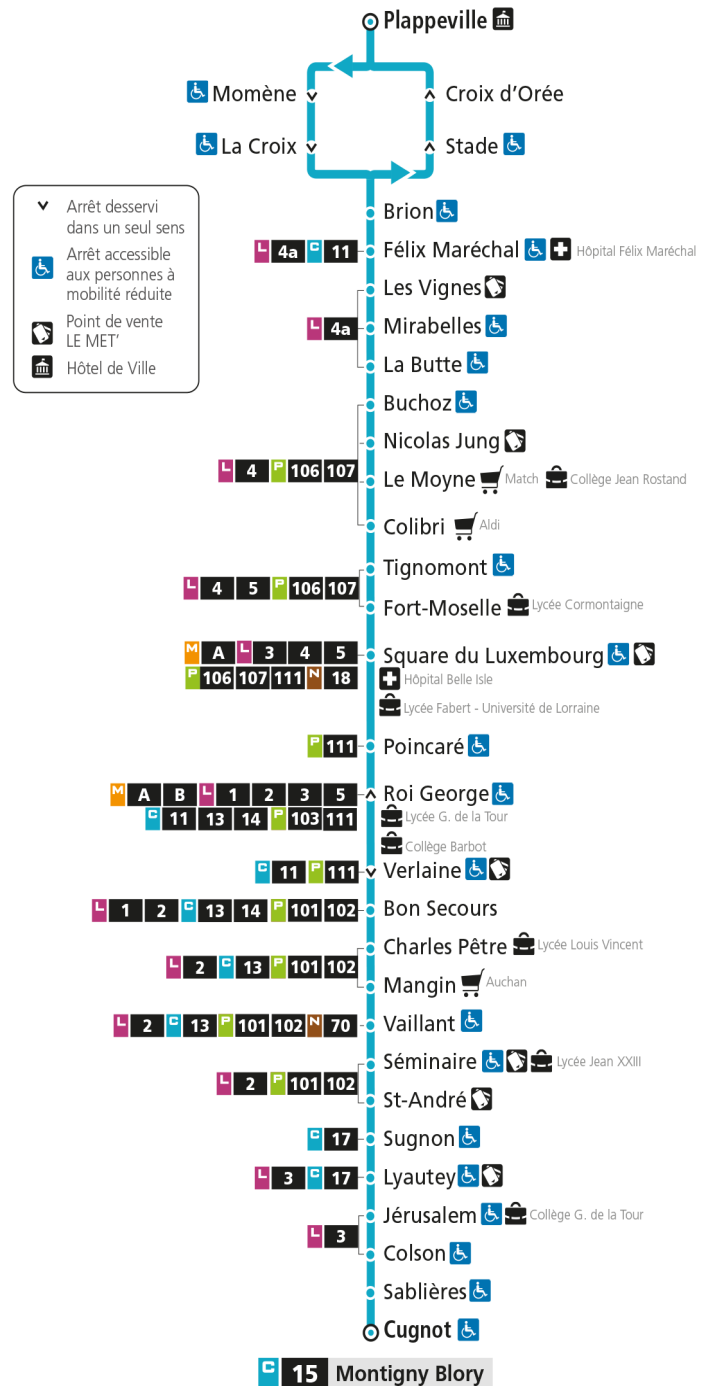 Plappeville
Momène
Croix d'Orée
La Croix
Stade
Arrêt desservi
dans un seul sens
Arrêt accessible
aux personnes à
mobilité réduite
Point de vente
LE MET'
Hôtel de Ville
Brion
L 4a C 11 Félix Maréchal Hôpital Félix Maréchal
Les Vignes
L 4a Mirabelles
La Butte
Buchoz
Nicolas Jung
L 4 P 106 107
Le Moyne Match Collège Jean Rostand
Colibri Aldi
Tignomont
L 4 5 P 106 107
Fort-Moselle Lycée Cormontaigne
M A L 3 4 5 Square du Luxembourg
P 106 107 111 N 18 Hôpital Belle Isle
Lycée Fabert - Université de Lorraine
P 111 Poincaré
M A B L 1 2 3 5 Roi George
C 11 13 14 P 103 111 Lycée G. de la Tour
Collège Barbot
C 11 P 111 Verlaine
L 1 2 C 13 14 P 101 102 Bon Secours
Charles Pêtre Lycée Louis Vincent
L 2 C 13 P 101 102
Mangin Auchan
L 2 C 13 P 101 102 N 70 Vaillant
Séminaire Lycée Jean XXIII
L 2 P 101 102
St-André
C 17 Sugnon
L 3 C 17 Lyautey
Jérusalem Collège G. de la Tour
L 3
Colson
Sablières
Cugnot
C 15 Montigny Blory